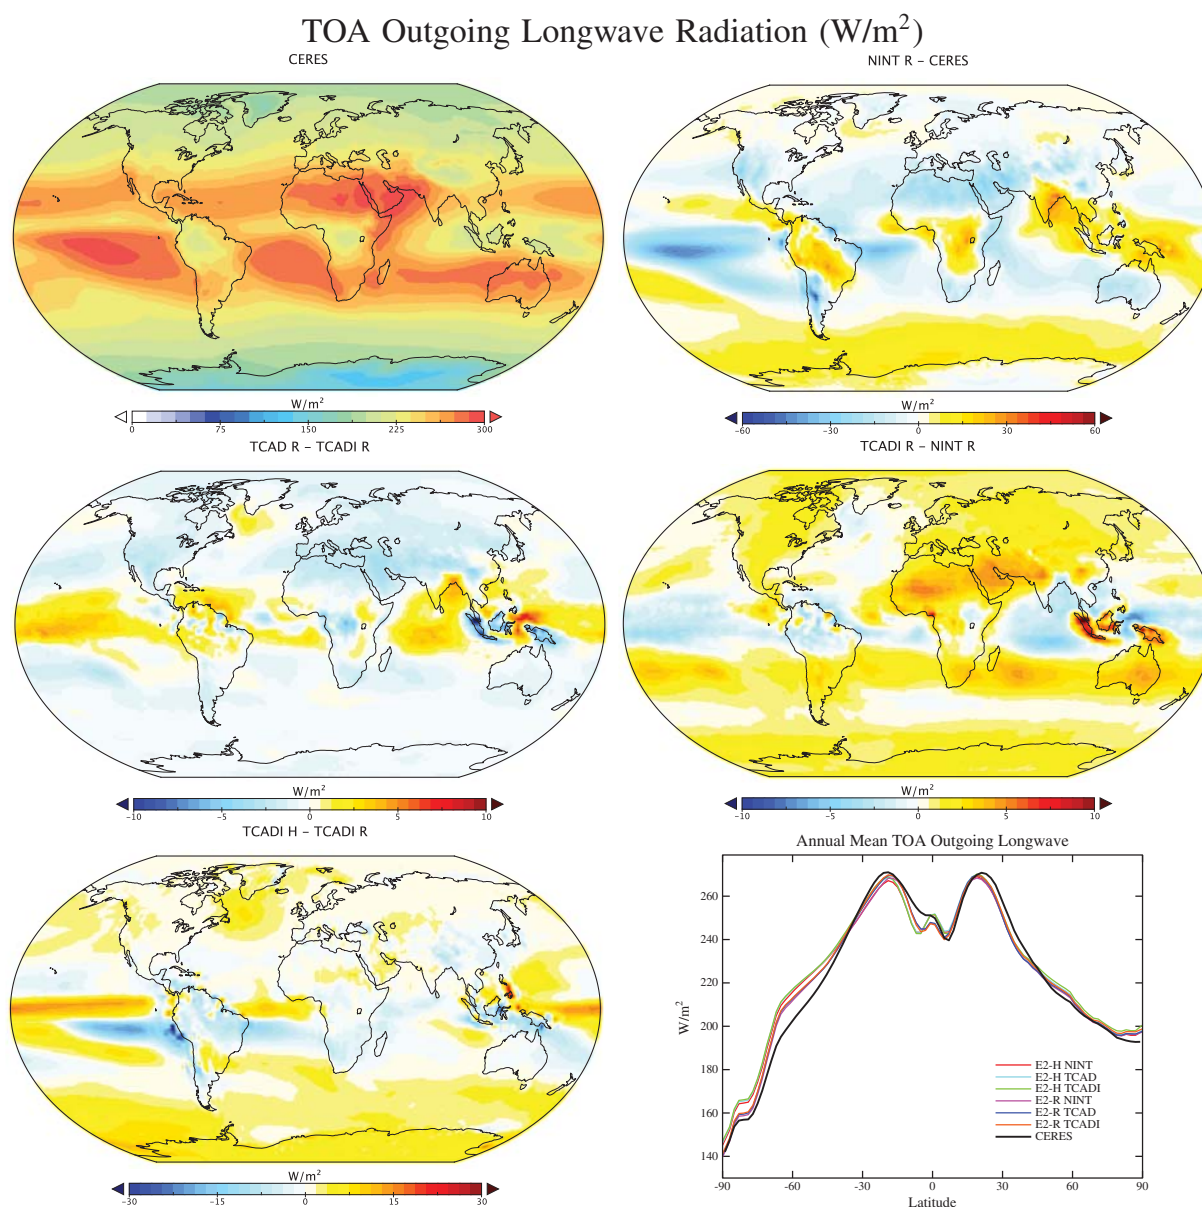 TOA Outgoing Longwave Radiation (W/m²)
CERES
NINT R − CERES
W/m²
0 75 150 225 300
W/m²
−60 −30 0 30 60
TCAD R − TCADI R
TCADI R − NINT R
W/m²
−10 −5 0 5 10
W/m²
−10 −5 0 5 10
TCADI H − TCADI R
W/m²
−30 −15 0 15 30
Annual Mean TOA Outgoing Longwave
260
240
220
200
180
160
140
W/m²
E2-H NINT
E2-H TCAD
E2-H TCADI
E2-R NINT
E2-R TCAD
E2-R TCADI
CERES
-90 -60 -30 0 30 60 90
Latitude